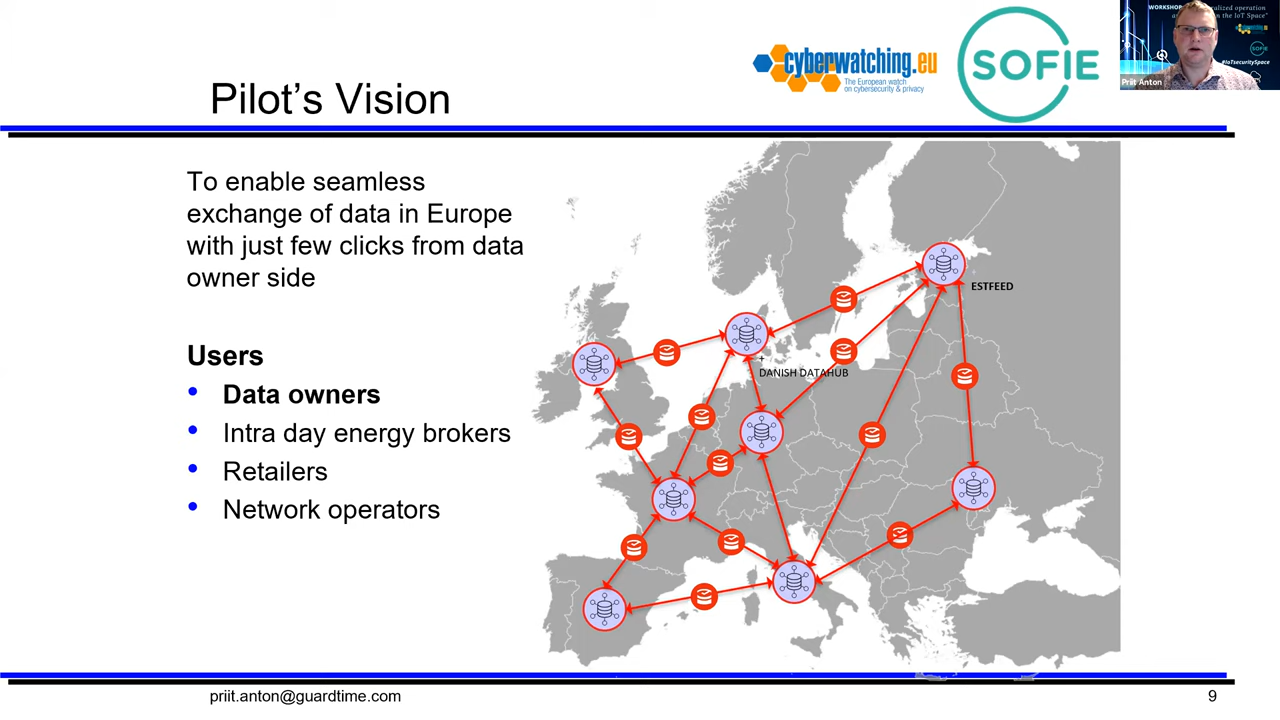 Pilot's Vision
cyberwatching.eu
The European watch
on cybersecurity & privacy
SOFIE
WORKSHOP
in the IoT Space"
#IoTsecuritySpace
Priit Anton
To enable seamless
exchange of data in Europe
with just few clicks from data
owner side
Users
• Data owners
• Intra day energy brokers
• Retailers
• Network operators
ESTFEED
+
DANISH DATAHUB
priit.anton@guardtime.com
9